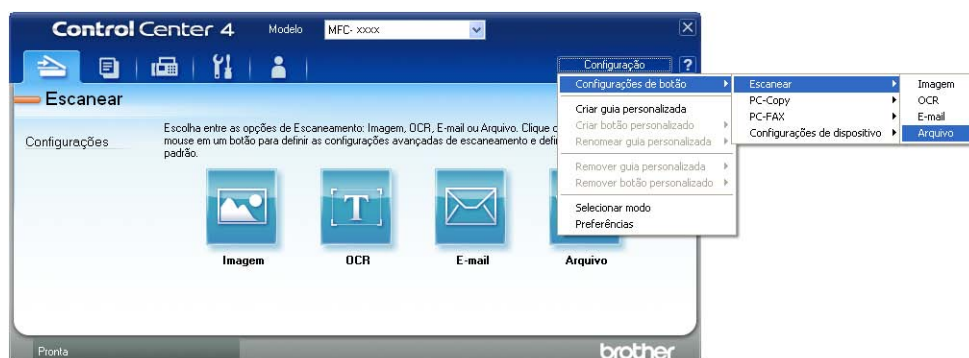 Control Center 4
Modelo
MFC- xxxx
Configuração
?
Escanear
Configurações
Escolha entre as opções de Escaneamento: Imagem, OCR, E-mail ou Arquivo. Clique
mouse em um botão para definir as configurações avançadas de escaneamento e
padrão.
Imagem
OCR
E-mail
Arquivo
Configurações de botão
Criar guia personalizada
Criar botão personalizado
Renomear guia personalizada
Remover guia personalizada
Remover botão personalizado
Selecionar modo
Preferências
Escanear
PC-Copy
PC-FAX
Configurações de dispositivo
Imagem
OCR
E-mail
Arquivo
Pronta
brother